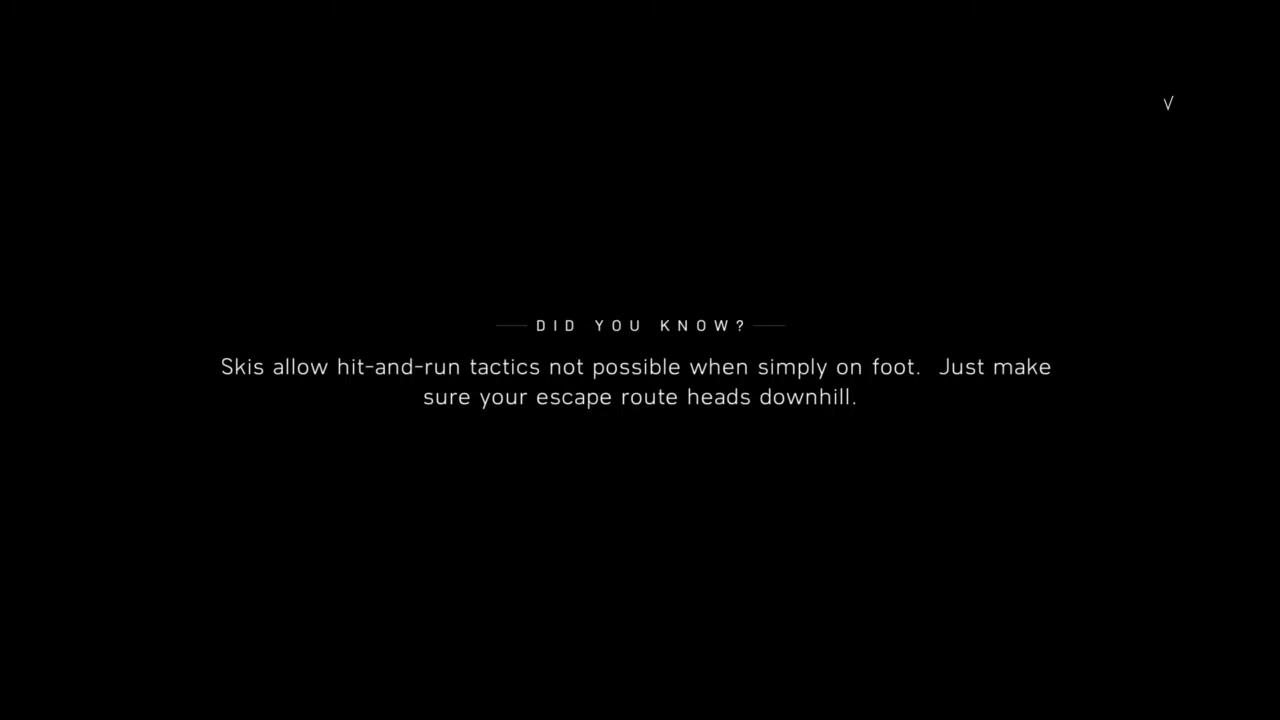 √
DID YOU KNOW?
Skis allow hit-and-run tactics not possible when simply on foot.  Just make
sure your escape route heads downhill.